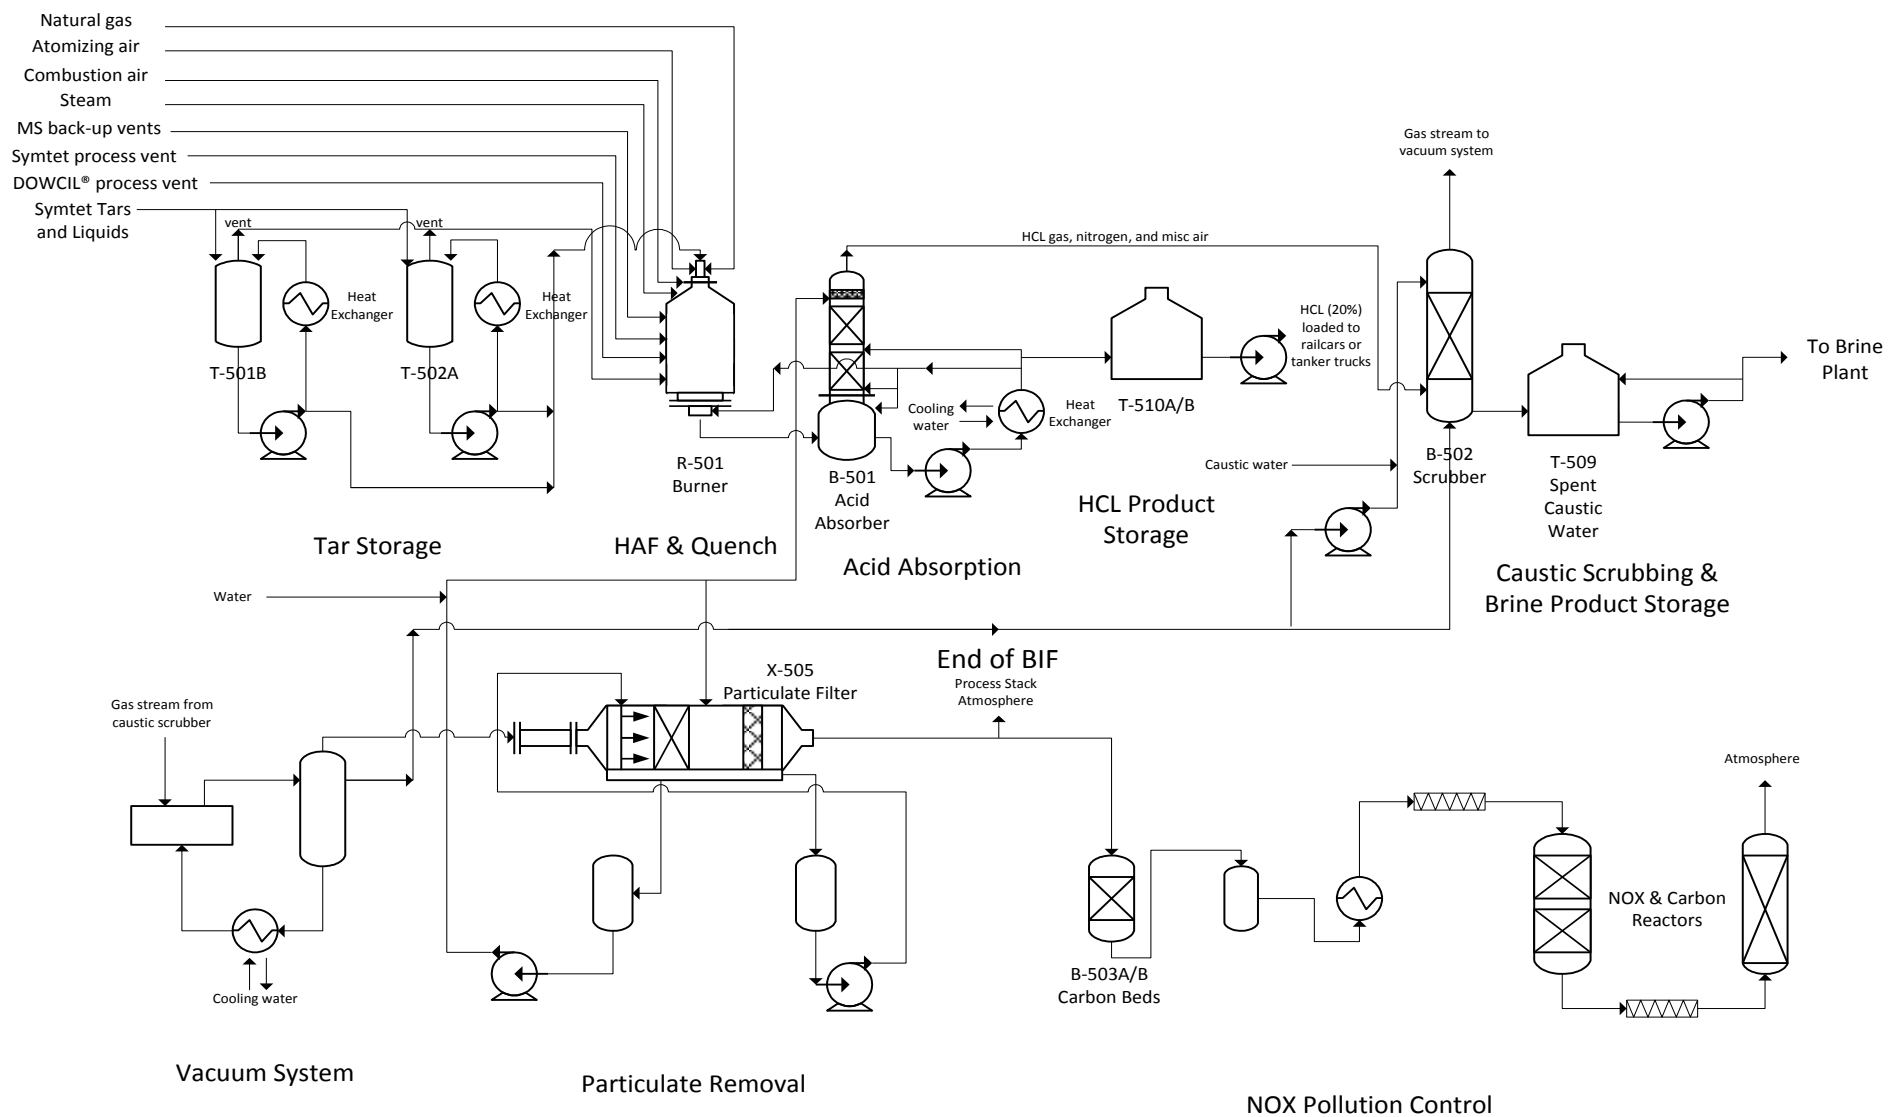 Natural gas
Atomizing air
Combustion air
Steam
MS back-up vents
Symtet process vent
DOWCIL® process vent
Symtet Tars
and Liquids
vent
vent
Heat
Exchanger
Heat
Exchanger
T-501B
T-502A
R-501
Burner
Tar Storage
HAF & Quench
HCL gas, nitrogen, and misc air
Cooling
water
Heat
Exchanger
B-501
Acid
Absorber
Acid Absorption
T-510A/B
HCL (20%)
loaded to
railcars or
tanker trucks
HCL Product
Storage
Gas stream to
vacuum system
Caustic water
B-502
Scrubber
T-509
Spent
Caustic
Water
To Brine
Plant
Caustic Scrubbing &
Brine Product Storage
Water
End of BIF
Process Stack
Atmosphere
X-505
Particulate Filter
Gas stream from
caustic scrubber
Cooling water
Vacuum System
Particulate Removal
B-503A/B
Carbon Beds
NOX & Carbon
Reactors
Atmosphere
NOX Pollution Control